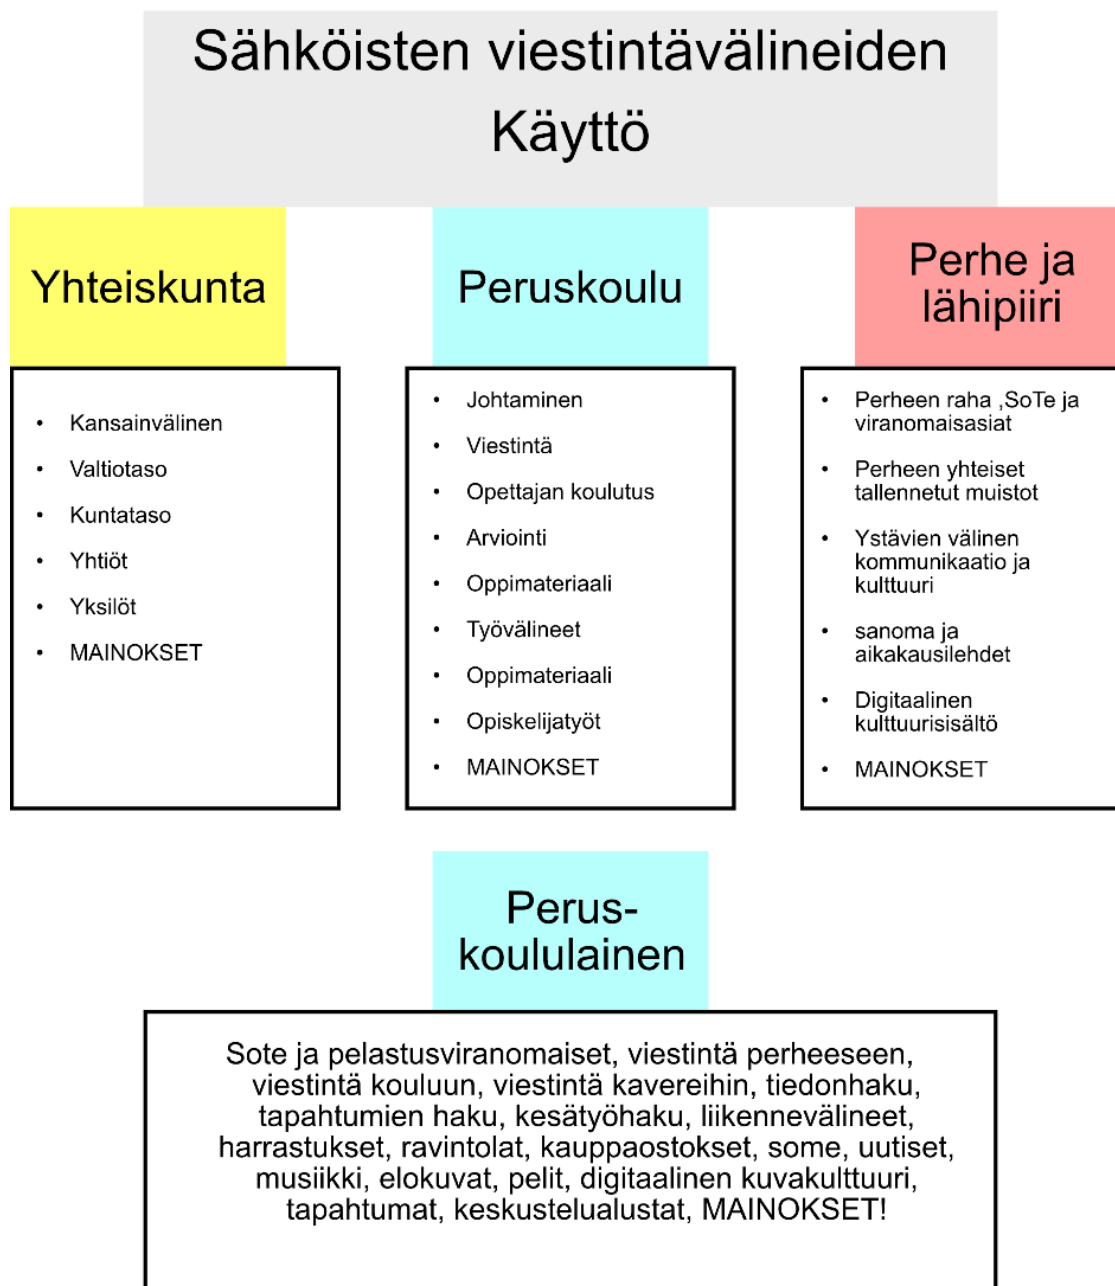 Sähköisten viestintävälineiden
Käyttö
Yhteiskunta
• Kansainvälinen
• Valtiotaso
• Kuntataso
• Yhtiöt
• Yksilöt
• MAINOKSET
Peruskoulu
• Johtaminen
• Viestintä
• Opettajan koulutus
• Arviointi
• Oppimateriaali
• Työvälineet
• Oppimateriaali
• Opiskelijatyöt
• MAINOKSET
Perhe ja
lähipiiri
• Perheen raha ,SoTe ja
viranomaisasiat
• Perheen yhteiset
tallennetut muistot
• Ystävien välinen
kommunikaatio ja
kulttuuri
• sanoma ja
aikakausilehdet
• Digitaalinen
kulttuurisisältö
• MAINOKSET
Perus-
koululainen
Sote ja pelastusviranomaiset, viestintä perheeseen,
viestintä kouluun, viestintä kavereihin, tiedonhaku,
tapahtumien haku, kesätyöhaku, liikennevälineet,
harrastukset, ravintolat, kauppaostokset, some, uutiset,
musiikki, elokuvat, pelit, digitaalinen kuvakulttuuri,
tapahtumat, keskustelualustat, MAINOKSET!